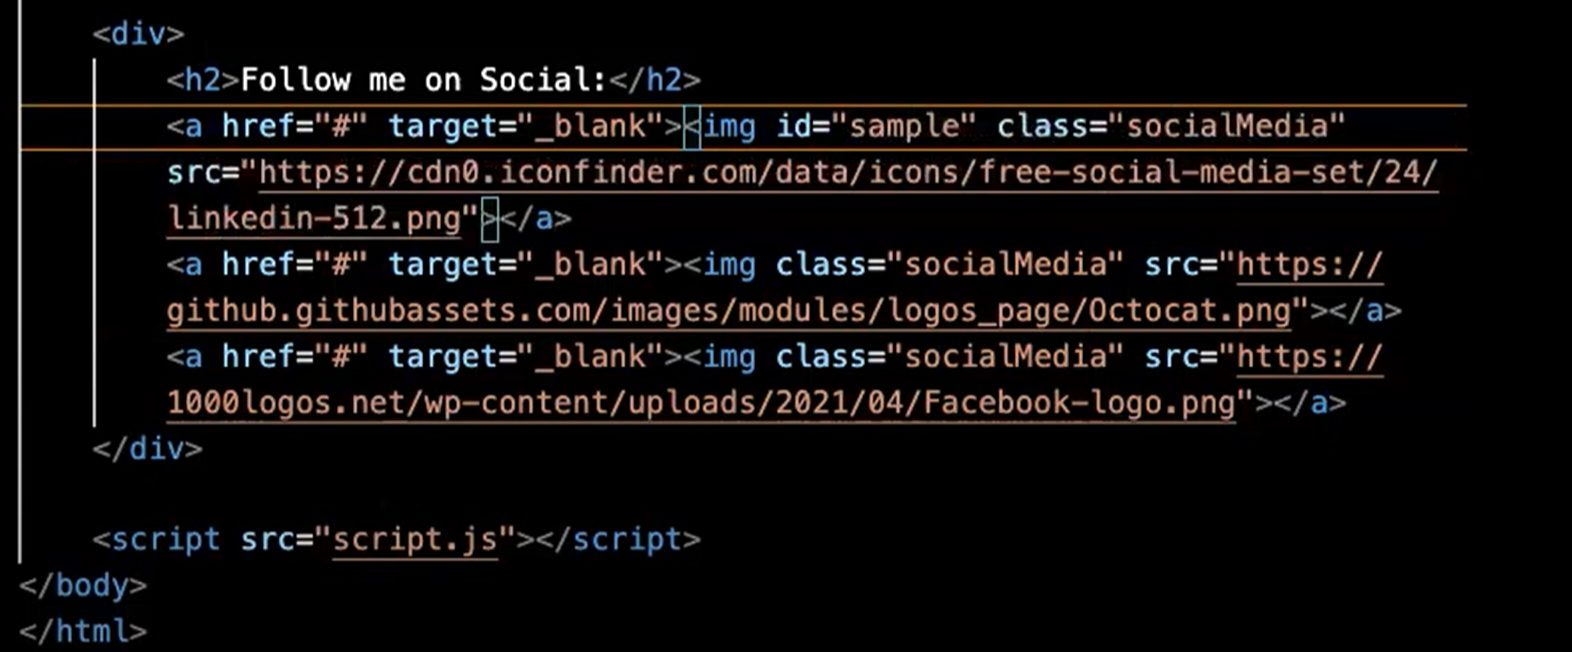 <div>
<h2>Follow me on Social:</h2>
<a href="#" target="_blank"><img id="sample" class="socialMedia"
src="https://cdn0.iconfinder.com/data/icons/free-social-media-set/24/
linkedin-512.png"></a>
<a href="#" target="_blank"><img class="socialMedia" src="https://
github.githubassets.com/images/modules/logos_page/Octocat.png"></a>
<a href="#" target="_blank"><img class="socialMedia" src="https://
1000logos.net/wp-content/uploads/2021/04/Facebook-logo.png"></a>
</div>
<script src="script.js"></script>
</body>
</html>